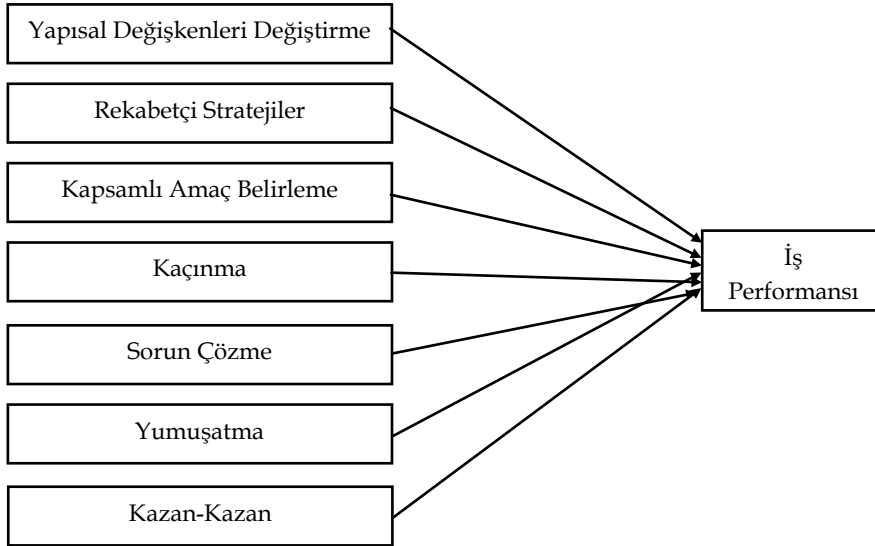 Yapısal Değişkenleri Değiştirme
Rekabetçi Stratejiler
Kapsamlı Amaç Belirleme
Kaçınma
Sorun Çözme
Yumuşatma
Kazan-Kazan
İş
Performansı